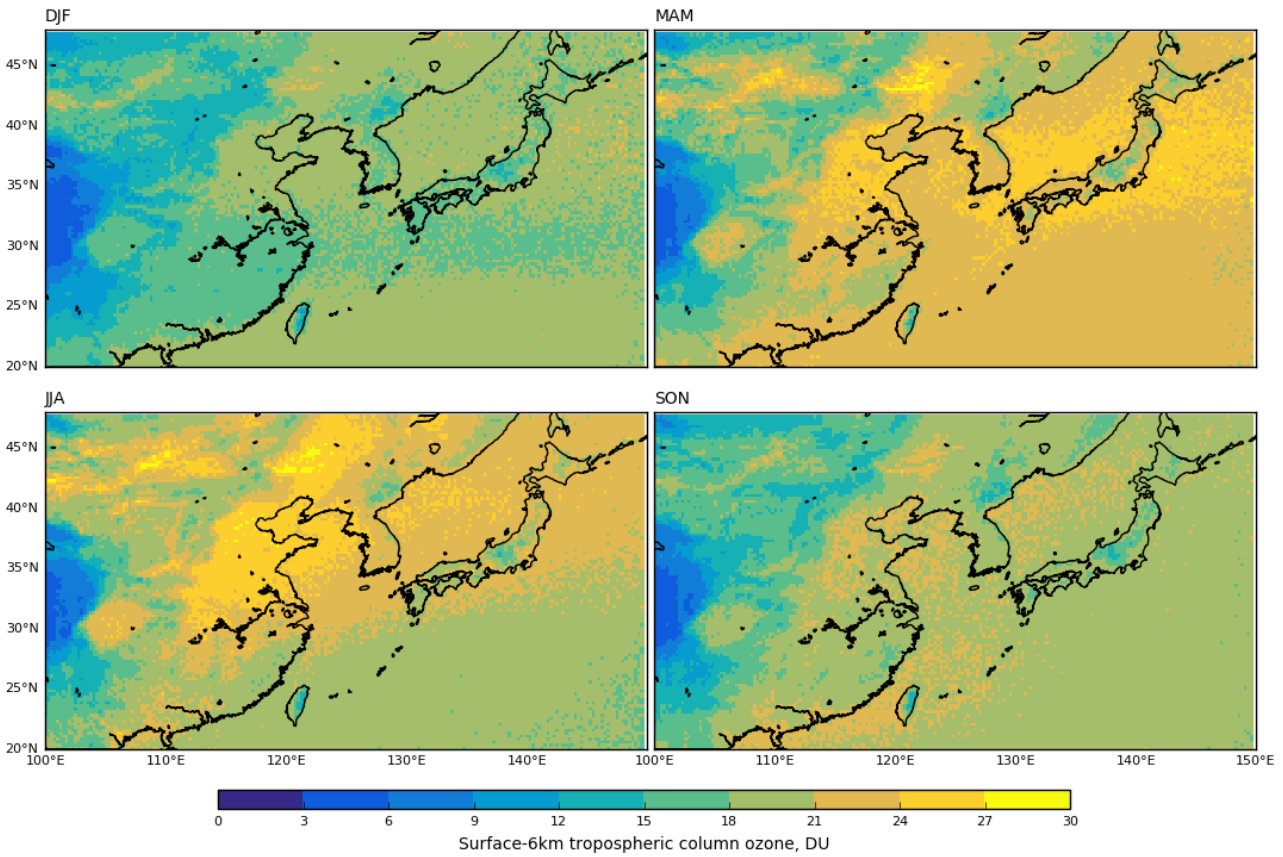 DJF
MAM
45°N
40°N
35°N
30°N
25°N
20°N
JJA
SON
45°N
40°N
35°N
30°N
25°N
20°N
100°E 110°E 120°E 130°E 140°E 100°E 110°E 120°E 130°E 140°E 150°E
0 3 6 9 12 15 18 21 24 27 30
Surface-6km tropospheric column ozone, DU